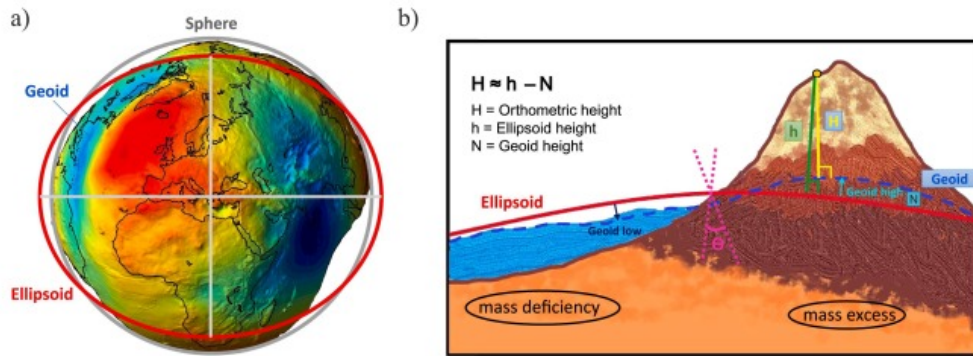 a)
Sphere
Geoid
Ellipsoid
b)
H ≈ h – N
H = Orthometric height
h = Ellipsoid height
N = Geoid height
h
H
Geoid
Geoid high
N
Ellipsoid
Geoid low
θ
mass deficiency
mass excess